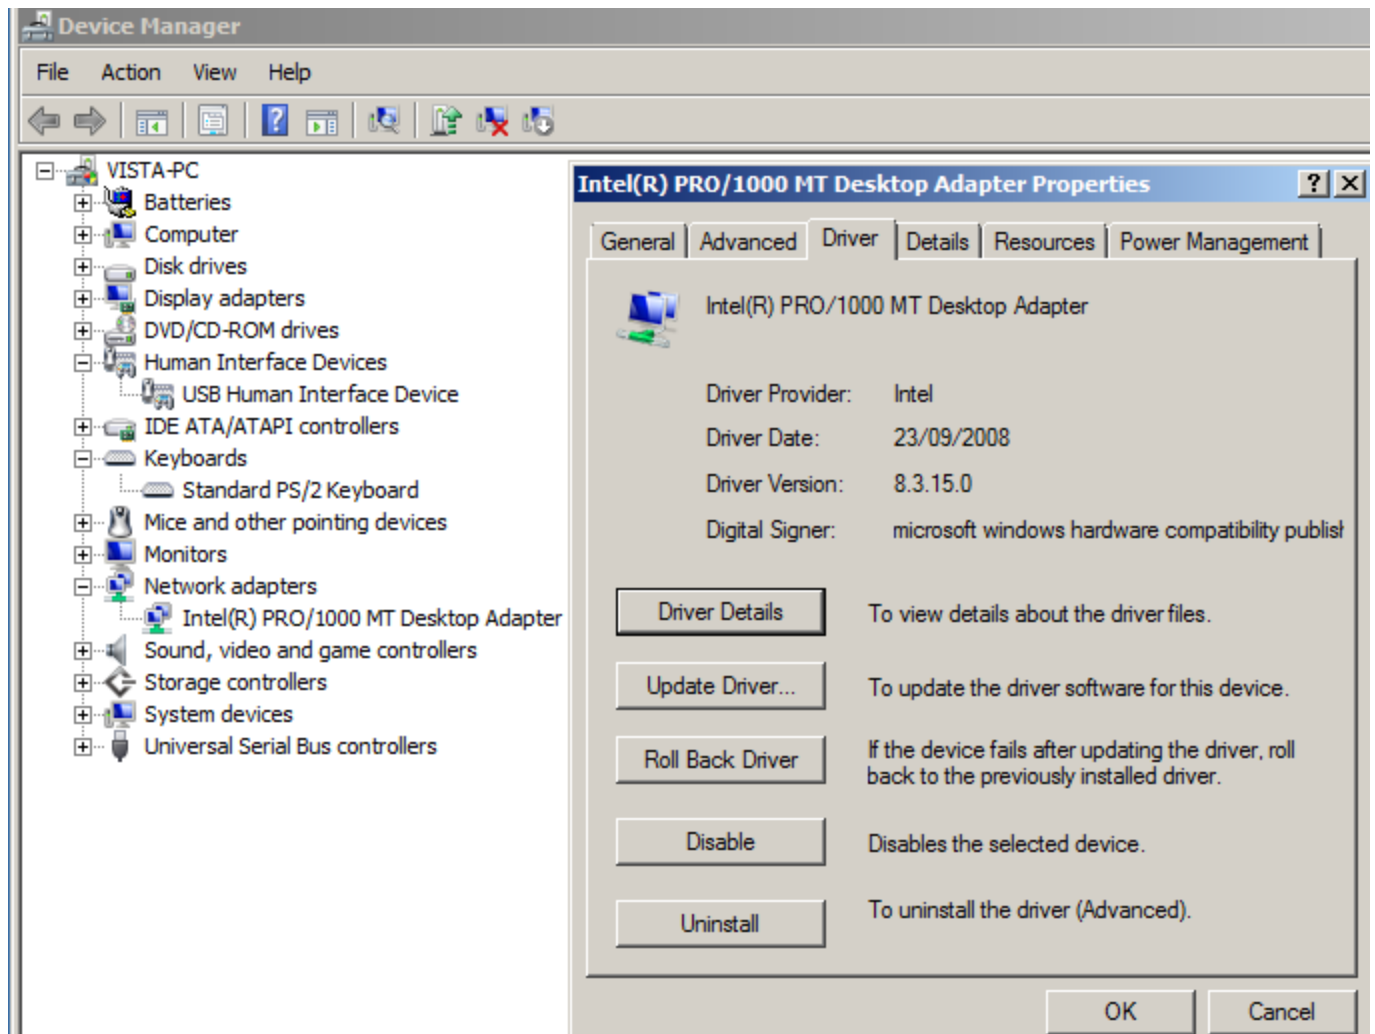 Device Manager
File Action View Help
VISTA-PC
Batteries
Computer
Disk drives
Display adapters
DVD/CD-ROM drives
Human Interface Devices
USB Human Interface Device
IDE ATA/ATAPI controllers
Keyboards
Standard PS/2 Keyboard
Mice and other pointing devices
Monitors
Network adapters
Intel(R) PRO/1000 MT Desktop Adapter
Sound, video and game controllers
Storage controllers
System devices
Universal Serial Bus controllers
Intel(R) PRO/1000 MT Desktop Adapter Properties
General Advanced Driver Details Resources Power Management
Intel(R) PRO/1000 MT Desktop Adapter
Driver Provider: Intel
Driver Date: 23/09/2008
Driver Version: 8.3.15.0
Digital Signer: microsoft windows hardware compatibility publish
Driver Details To view details about the driver files.
Update Driver... To update the driver software for this device.
Roll Back Driver If the device fails after updating the driver, roll
back to the previously installed driver.
Disable Disables the selected device.
Uninstall To uninstall the driver (Advanced).
OK Cancel